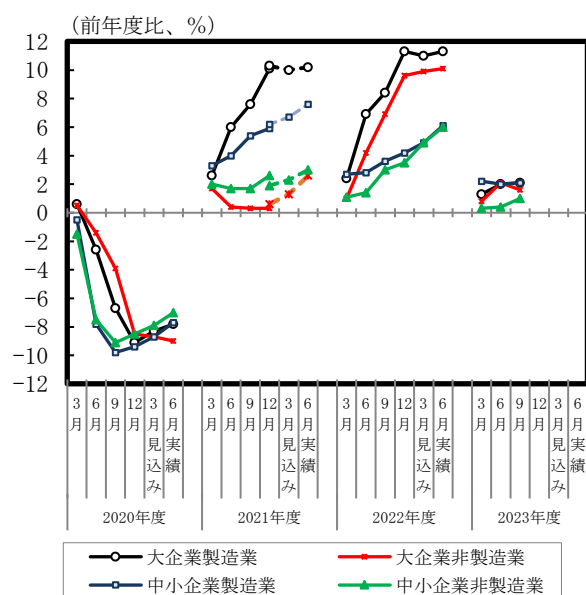 (前年度比、%)
12
10
8
6
4
2
0
−2
−4
−6
−8
−10
−12
3月 6月 9月 12月 3月見込み 6月実績 3月 6月 9月 12月 3月見込み 6月実績 3月 6月 9月 12月 3月見込み 6月実績 3月 6月 9月 12月 3月見込み 6月実績
2020年度 2021年度 2022年度 2023年度
大企業製造業 大企業非製造業
中小企業製造業 中小企業非製造業